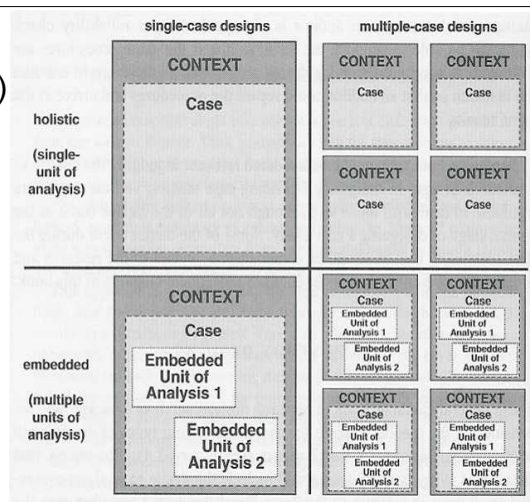 single-case designs
multiple-case designs
CONTEXT
Case
CONTEXT
Case
CONTEXT
Case
holistic
(single-
unit of
analysis)
CONTEXT
Case
CONTEXT
Case
CONTEXT
Case
Embedded
Unit of
Analysis 1
Embedded
Unit of
Analysis 2
CONTEXT
Case
Embedded
Unit of
Analysis 1
Embedded
Unit of
Analysis 2
CONTEXT
Case
Embedded
Unit of
Analysis 1
Embedded
Unit of
Analysis 2
embedded
(multiple
units of
analysis)
CONTEXT
Case
Embedded
Unit of
Analysis 1
Embedded
Unit of
Analysis 2
CONTEXT
Case
Embedded
Unit of
Analysis 1
Embedded
Unit of
Analysis 2